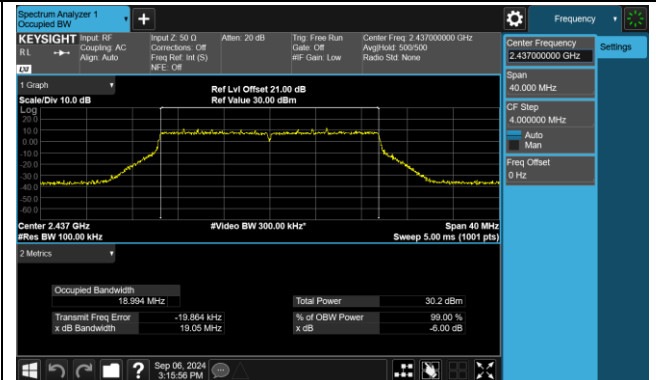 Spectrum Analyzer 1
Occupied BW
Frequency
KEYSIGHT
RL
Input: RF
Coupling: AC
Align: Auto
Input Z: 50 Ω
Corrections: Off
Freq Ref: Int (S)
NFE: Off
Atten: 20 dB
Trig: Free Run
Gate: Off
#IF Gain: Low
Center Freq: 2.437000000 GHz
Avg|Hold: 500/500
Radio Std: None
Center Frequency
2.437000000 GHz
Settings
Span
40.000 MHz
CF Step
4.000000 MHz
Auto
Man
Freq Offset
0 Hz
1 Graph
Scale/Div 10.0 dB
Ref Lvl Offset 21.00 dB
Ref Value 30.00 dBm
Log
20.0
10.0
0.00
-10.0
-20.0
-30.0
-40.0
-50.0
-60.0
Center 2.437 GHz
#Res BW 100.00 kHz
#Video BW 300.00 kHz*
Span 40 MHz
Sweep 5.00 ms (1001 pts)
2 Metrics
Occupied Bandwidth
18.994 MHz
Total Power 30.2 dBm
Transmit Freq Error -19.864 kHz
% of OBW Power 99.00 %
x dB Bandwidth 19.05 MHz
x dB -6.00 dB
Sep 06, 2024
3:15:56 PM